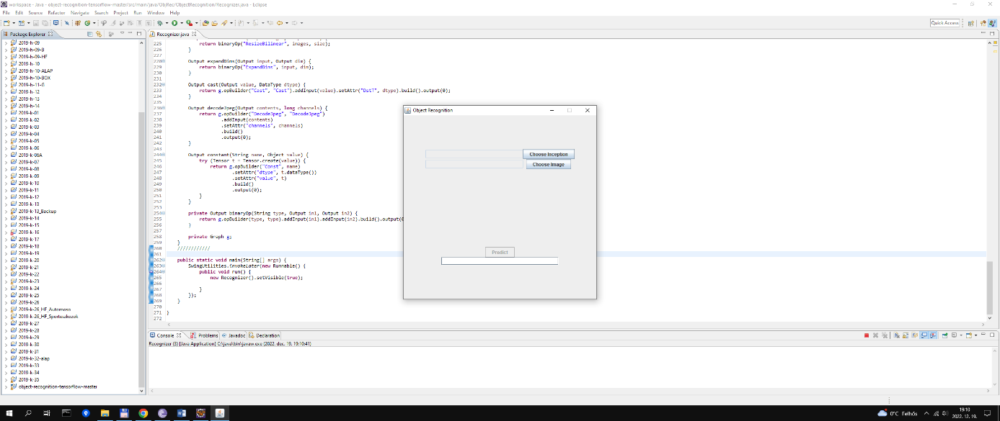 workspace - Java - object-recognition-tensorflow-master/src/main/java/ObjRec/ObjectRecognition/Recognizer.java - Eclipse
File Edit Source Refactor Navigate Search Project Run Window Help
Quick Access
Package Explorer
2019-h-09
2019-h-09-B
2019-h-09-HF
2019-h-10
2019-h-10-ALAP
2019-h-10-BOX
2019-h-11-G
2019-h-12
2019-h-13
2019-h-14
2019-k-01
2019-k-02
2019-k-03
2019-k-04
2019-k-05
2019-k-06
2019-k-06A
2019-k-07
2019-k-08
2019-k-09
2019-k-10
2019-k-11
2019-k-12
2019-k-13
2019-k-13_Backup
2019-k-14
2019-k-15
2019-k-16
2019-k-17
2019-k-18
2019-k-19
2019-k-20
2019-k-21
2019-k-22
2019-k-23
2019-k-24
2019-k-25
2019-k-26
2019-k-26_HF_Automoso
2019-k-26_HF_Sporteszkozok
2019-k-27
2019-k-28
2019-k-29
2019-k-30
2019-k-31
2019-k-32-alap
2019-k-33
2019-k-34
2019-k-35
object-recognition-tensorflow-master
Recognizer.java
225 return binaryOp("ResizeBilinear", images, size);
226 }
227
228 Output expandDims(Output input, Output dim) {
229 return binaryOp("ExpandDims", input, dim);
230 }
231
232 Output cast(Output value, DataType dtype) {
233 return g.opBuilder("Cast", "Cast").addInput(value).setAttr("DstT", dtype).build().output(0);
234 }
235
236 Output decodeJpeg(Output contents, long channels) {
237 return g.opBuilder("DecodeJpeg", "DecodeJpeg")
238 .addInput(contents)
239 .setAttr("channels", channels)
240 .build()
241 .output(0);
242 }
243
244 Output constant(String name, Object value) {
245 try (Tensor t = Tensor.create(value)) {
246 return g.opBuilder("Const", name)
247 .setAttr("dtype", t.dataType())
248 .setAttr("value", t)
249 .build()
250 .output(0);
251 }
252 }
253
254 private Output binaryOp(String type, Output in1, Output in2) {
255 return g.opBuilder(type, type).addInput(in1).addInput(in2).build().output(0
256 }
257
258 private Graph g;
259 }
260 ////////////
261
262 public static void main(String[] args) {
263 SwingUtilities.invokeLater(new Runnable() {
264 public void run() {
265 new Recognizer().setVisible(true);
266
267 }
268 });
269 }
270
271 }
272
Object Recognition
Choose Inception
Choose Image
Predict
Console Problems Javadoc Declaration
Recognizer (3) [Java Application] C:\java\bin\javaw.exe (2022. dec. 19. 19:10:41)
0°C Felhős
19:10
2022. 12. 19.